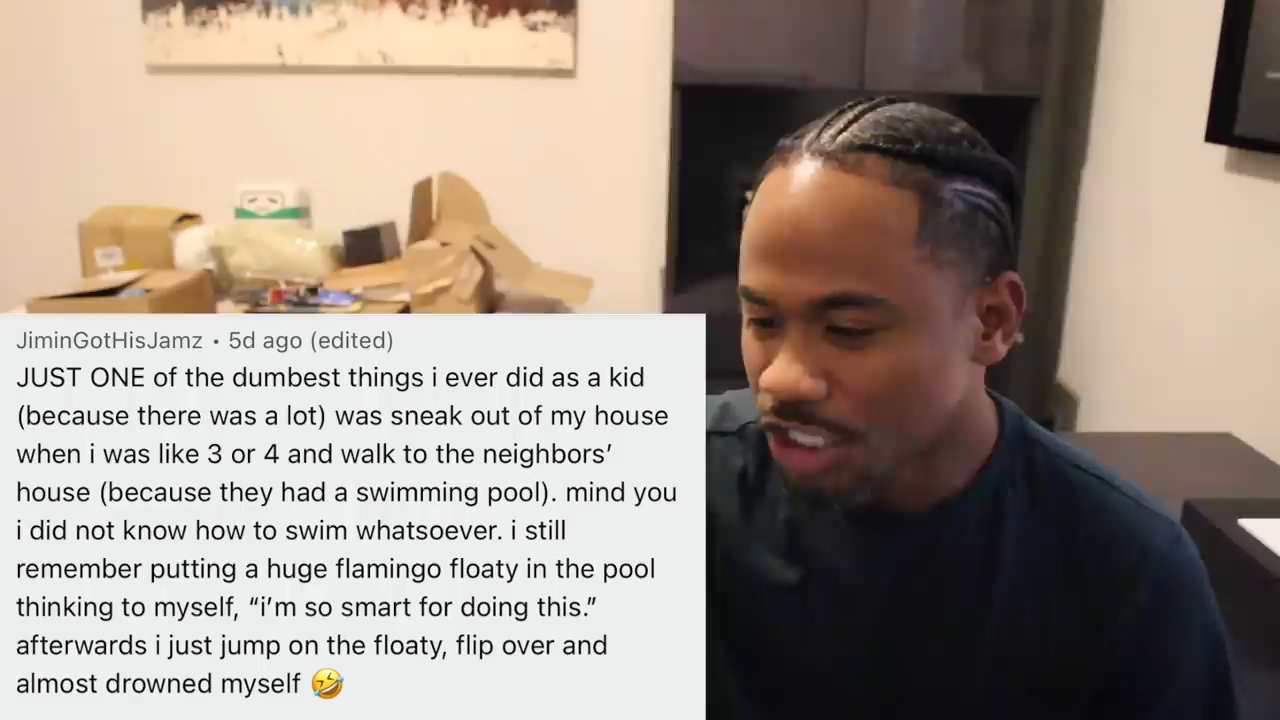 JiminGotHisJamz • 5d ago (edited)
JUST ONE of the dumbest things i ever did as a kid
(because there was a lot) was sneak out of my house
when i was like 3 or 4 and walk to the neighbors’
house (because they had a swimming pool). mind you
i did not know how to swim whatsoever. i still
remember putting a huge flamingo floaty in the pool
thinking to myself, “i’m so smart for doing this.”
afterwards i just jump on the floaty, flip over and
almost drowned myself 🤣